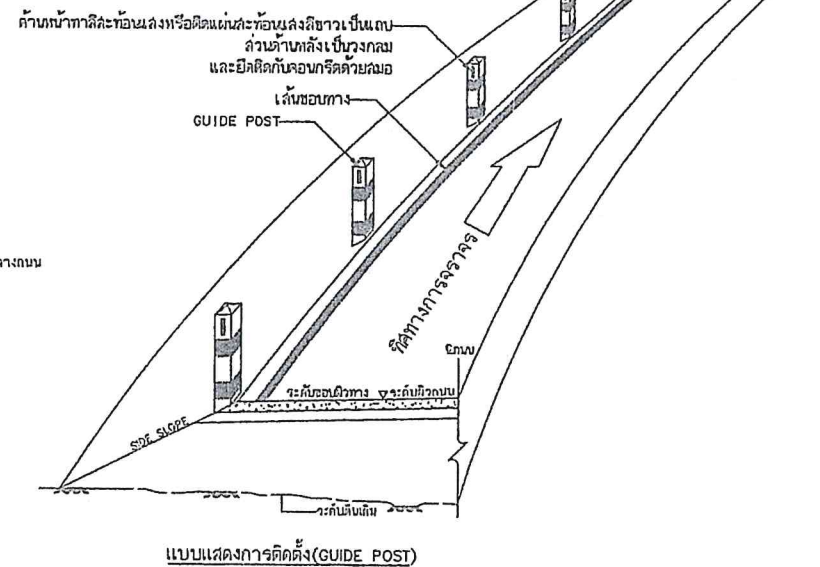 ด้านหน้าทาสีสะท้อนแสงหรือติดแผ่นสะท้อนแสงสีขาวเป็นแถบ
ส่วนด้านหลังเป็นวงกลม
และยึดติดกับคอนกรีตด้วยสมอ
เส้นขอบทาง
GUIDE POST
ทิศทางการจราจร
ระดับขอบผิวทาง
ระดับผิวถนน
SIDE SLOPE
ระดับดินเดิม
แบบแสดงการติดตั้ง(GUIDE POST)